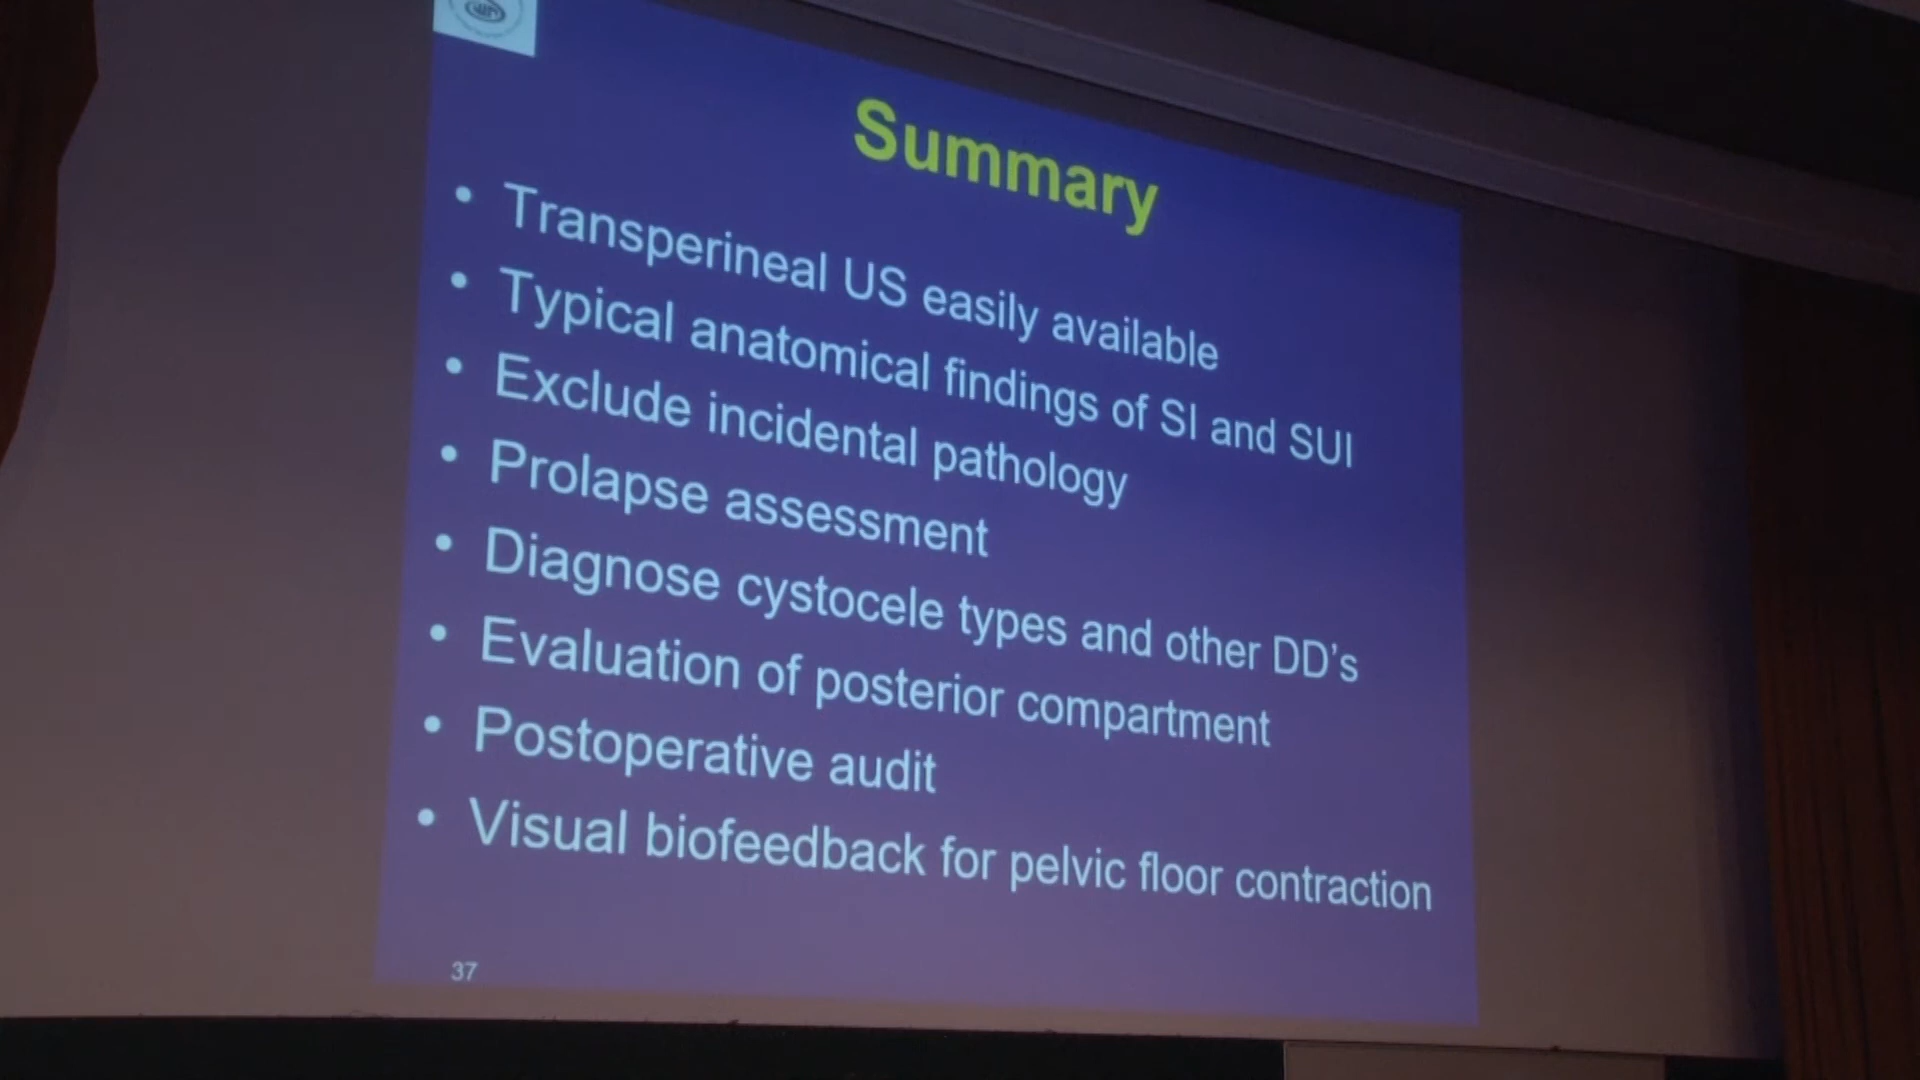 Summary
• Transperineal US easily available
• Typical anatomical findings of SI and SUI
• Exclude incidental pathology
• Prolapse assessment
• Diagnose cystocele types and other DD's
• Evaluation of posterior compartment
• Postoperative audit
• Visual biofeedback for pelvic floor contraction
37